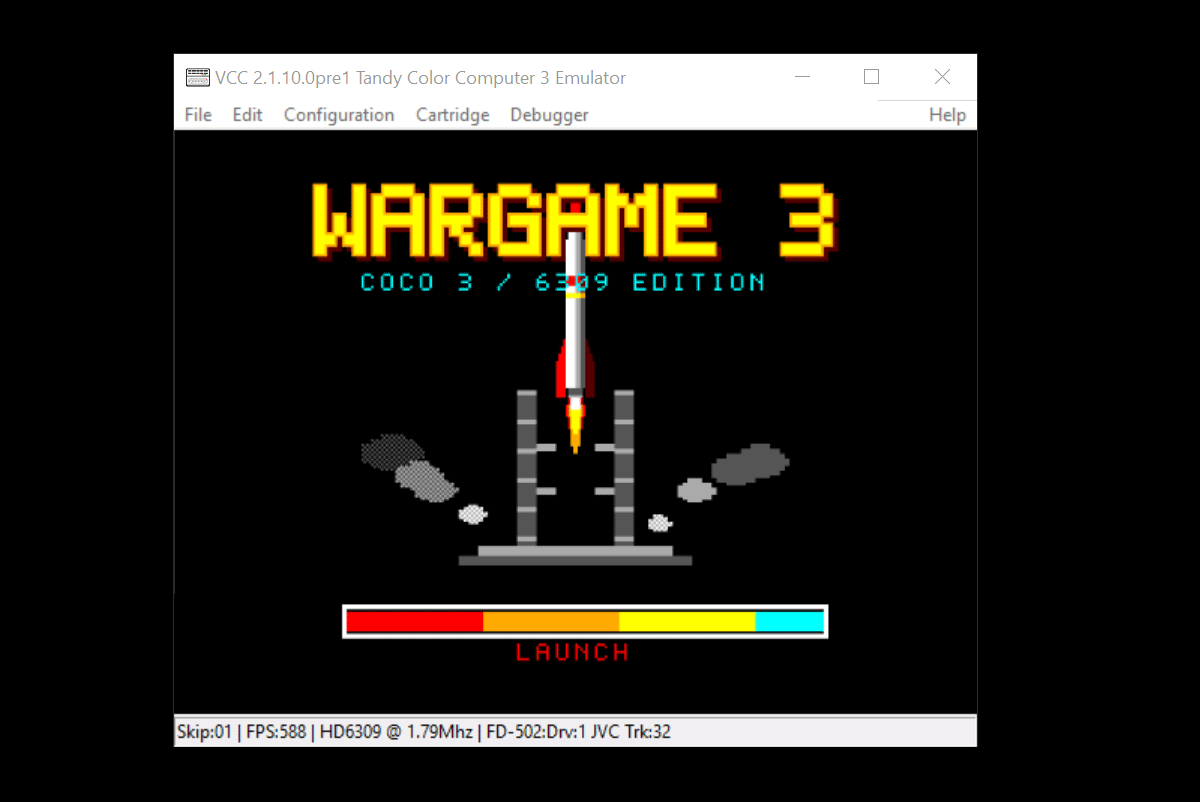 VCC 2.1.10.0pre1 Tandy Color Computer 3 Emulator
File Edit Configuration Cartridge Debugger Help
WARGAME 3
COCO 3 / 6309 EDITION
LAUNCH
Skip:01 | FPS:588 | HD6309 @ 1.79Mhz | FD-502:Drv:1 JVC Trk:32